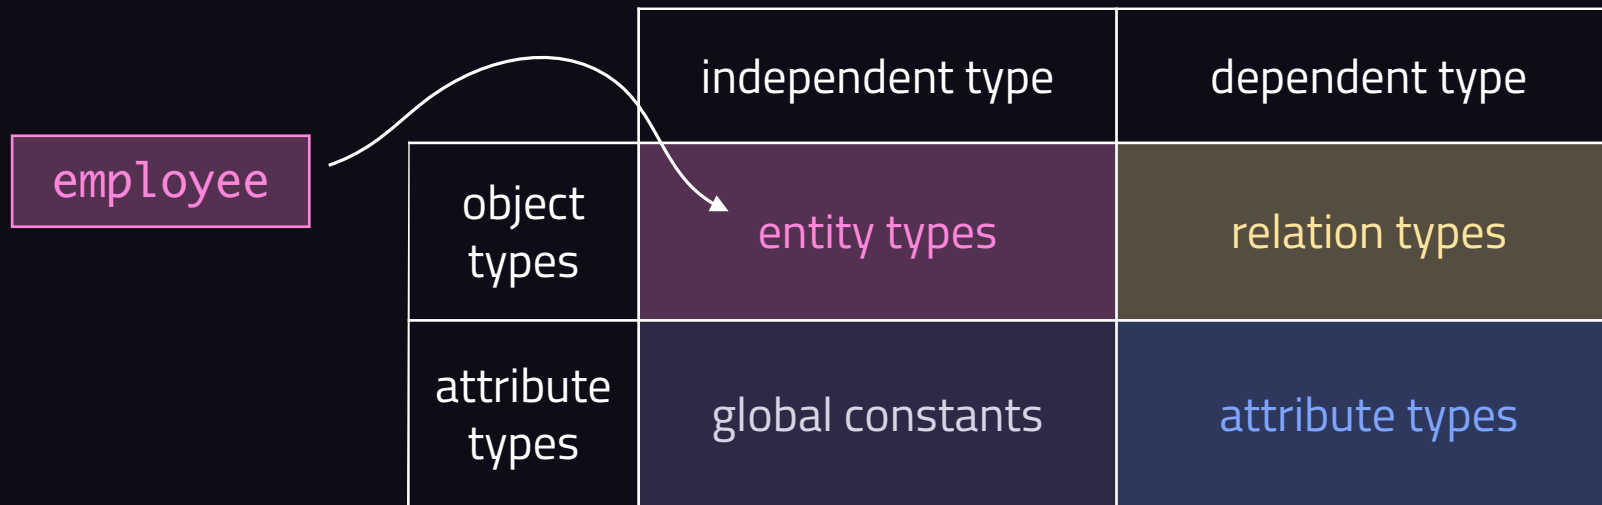 independent type
dependent type
employee
object
types
entity types
relation types
attribute
types
global constants
attribute types